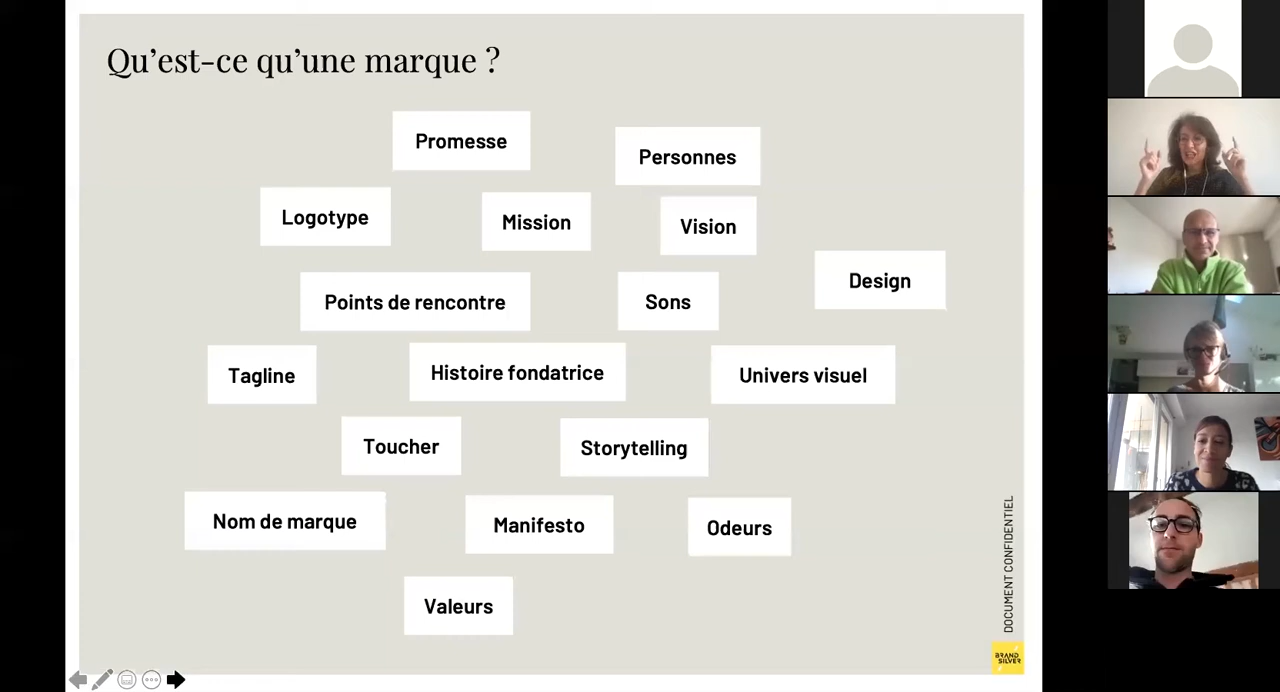 Qu’est-ce qu’une marque ?
Promesse
Personnes
Logotype
Mission
Vision
Design
Points de rencontre
Sons
Tagline
Histoire fondatrice
Univers visuel
Toucher
Storytelling
Nom de marque
Manifesto
Odeurs
Valeurs
DOCUMENT CONFIDENTIEL
BRAND
SILVER